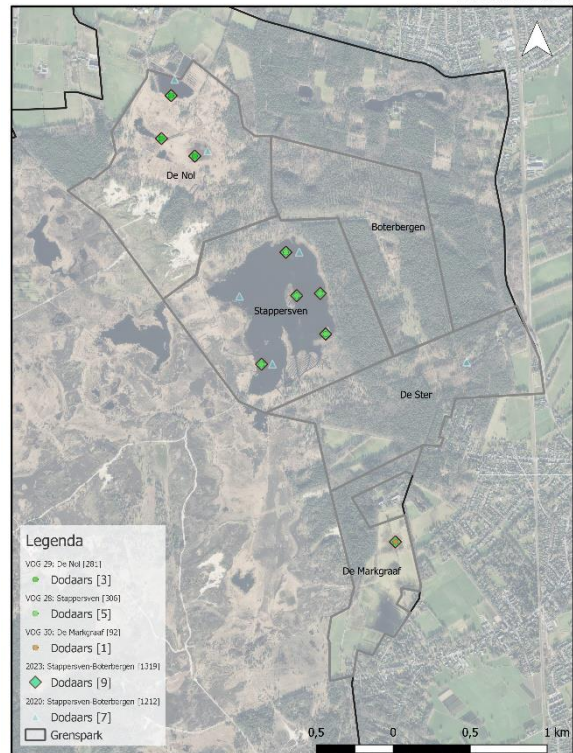 De Nol
Boterbergen
Stappersven
De Ster
De Markgraaf
Legenda
VOG 29: De Nol [281]
Dodaars [3]
VOG 28: Stappersven [306]
Dodaars [5]
VOG 30: De Markgraaf [92]
Dodaars [1]
2023: Stappersven-Boterbergen [1319]
Dodaars [9]
2020: Stappersven-Boterbergen [1212]
Dodaars [7]
Grenspark
0,5 0 0,5 1 km